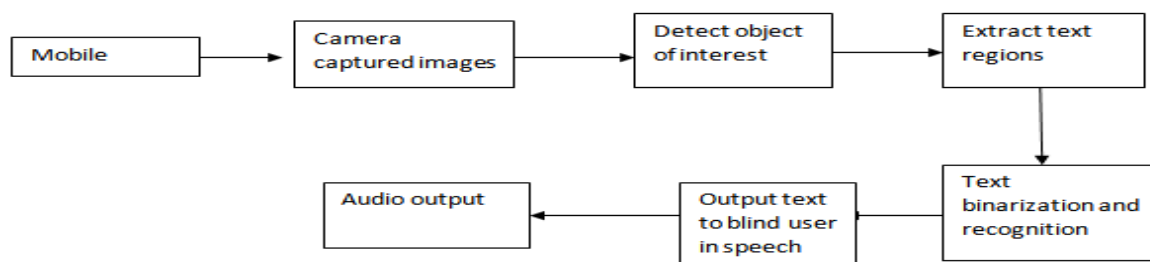 Mobile
Camera
captured images
Detect object
of interest
Extract text
regions
Text
binarization and
recognition
Output text
to blind user
in speech
Audio output